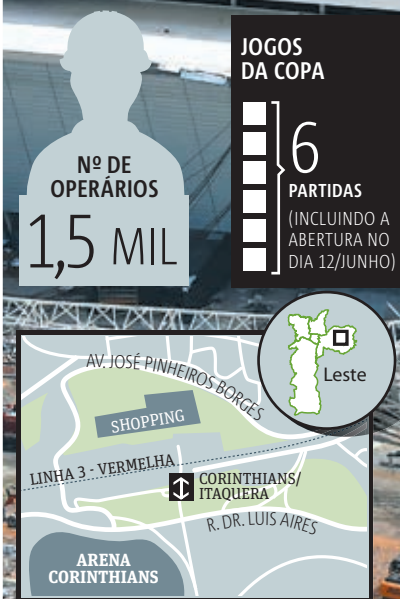 Nº DE
OPERÁRIOS
1,5 MIL
JOGOS
DA COPA
6
PARTIDAS
(INCLUINDO A
ABERTURA NO
DIA 12/JUNHO)
Leste
AV. JOSÉ PINHEIROS BORGES
SHOPPING
LINHA 3 - VERMELHA
CORINTHIANS/
ITAQUERA
R. DR. LUIS AIRES
ARENA
CORINTHIANS